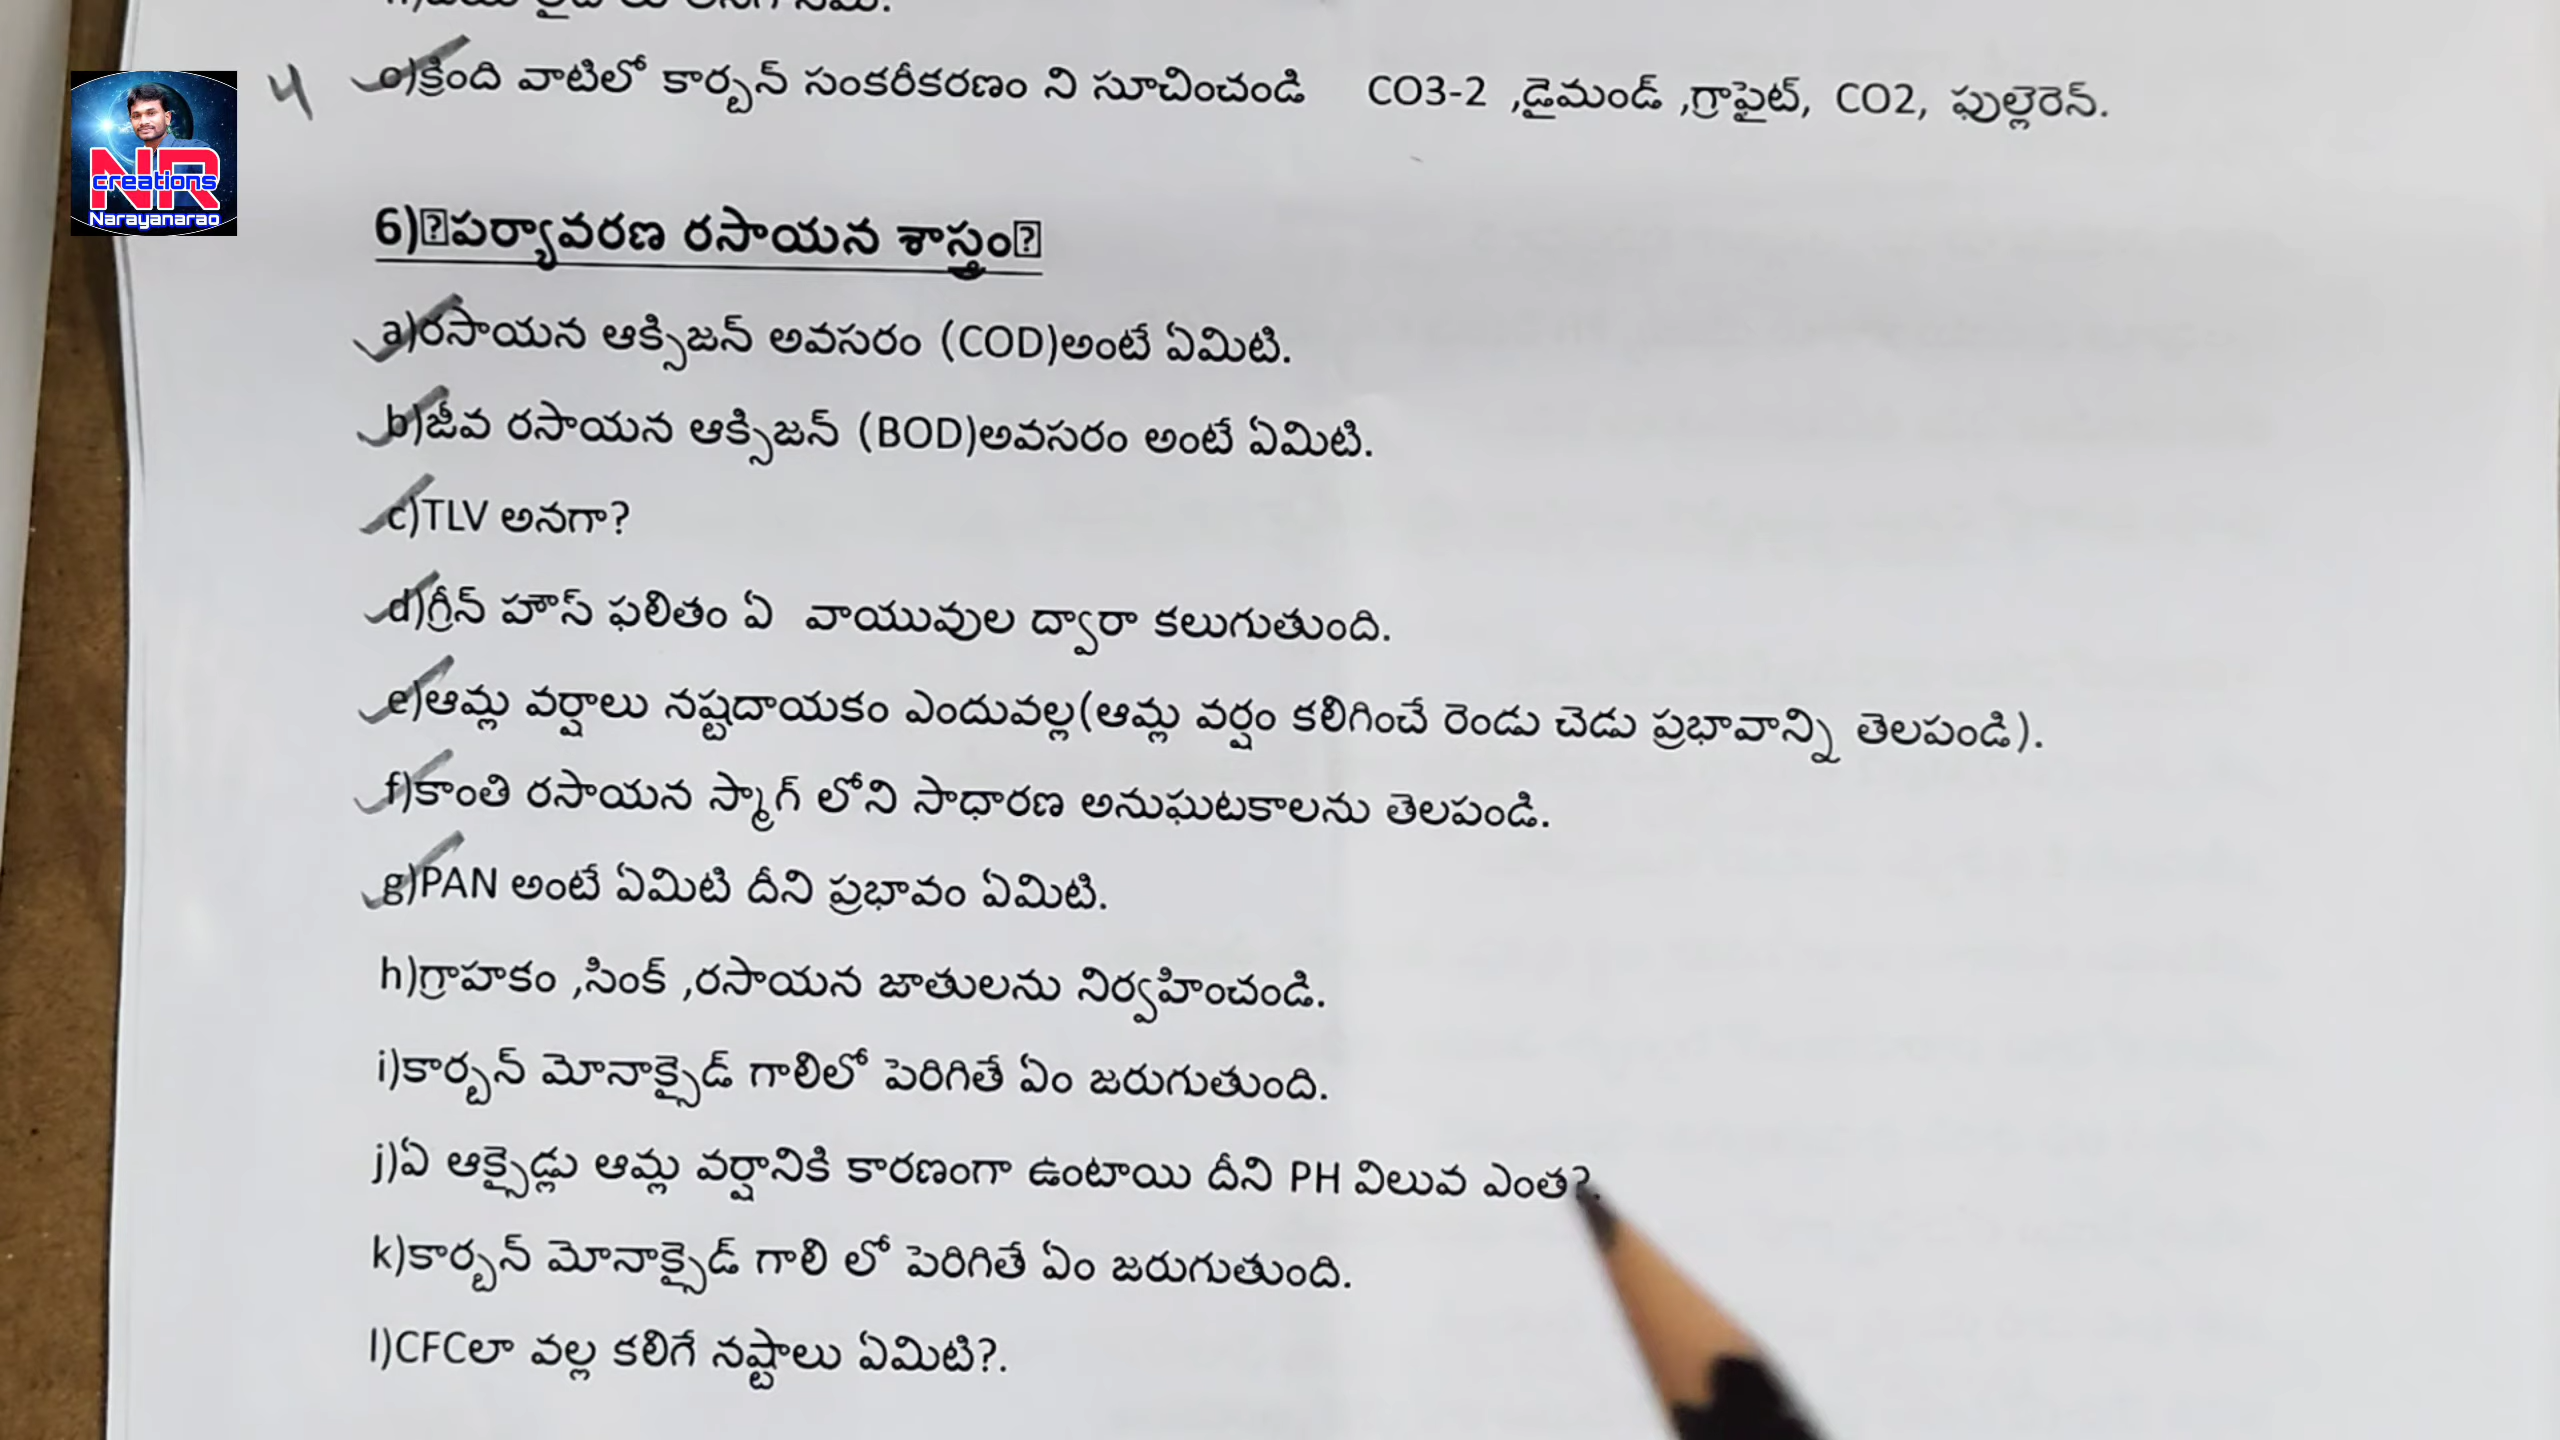 o)క్రింది వాటిలో కార్బన్ సంకరీకరణం ని సూచించండి CO3-2 ,డైమండ్ ,గ్రాఫైట్, CO2, ఫుల్లెరెన్.
4
NR
creations
Narayanarao
6)పర్యావరణ రసాయన శాస్త్రం
a)రసాయన ఆక్సిజన్ అవసరం (COD)అంటే ఏమిటి.
b)జీవ రసాయన ఆక్సిజన్ (BOD)అవసరం అంటే ఏమిటి.
c)TLV అనగా?
d)గ్రీన్ హౌస్ ఫలితం ఏ వాయువుల ద్వారా కలుగుతుంది.
e)ఆమ్ల వర్షాలు నష్టదాయకం ఎందువల్ల(ఆమ్ల వర్షం కలిగించే రెండు చెడు ప్రభావాన్ని తెలపండి).
f)కాంతి రసాయన స్మాగ్ లోని సాధారణ అనుఘటకాలను తెలపండి.
g)PAN అంటే ఏమిటి దీని ప్రభావం ఏమిటి.
h)గ్రాహకం ,సింక్ ,రసాయన జాతులను నిర్వహించండి.
i)కార్బన్ మోనాక్సైడ్ గాలిలో పెరిగితే ఏం జరుగుతుంది.
j)ఏ ఆక్సైడ్లు ఆమ్ల వర్షానికి కారణంగా ఉంటాయి దీని PH విలువ ఎంత?.
k)కార్బన్ మోనాక్సైడ్ గాలి లో పెరిగితే ఏం జరుగుతుంది.
l)CFCలా వల్ల కలిగే నష్టాలు ఏమిటి?.